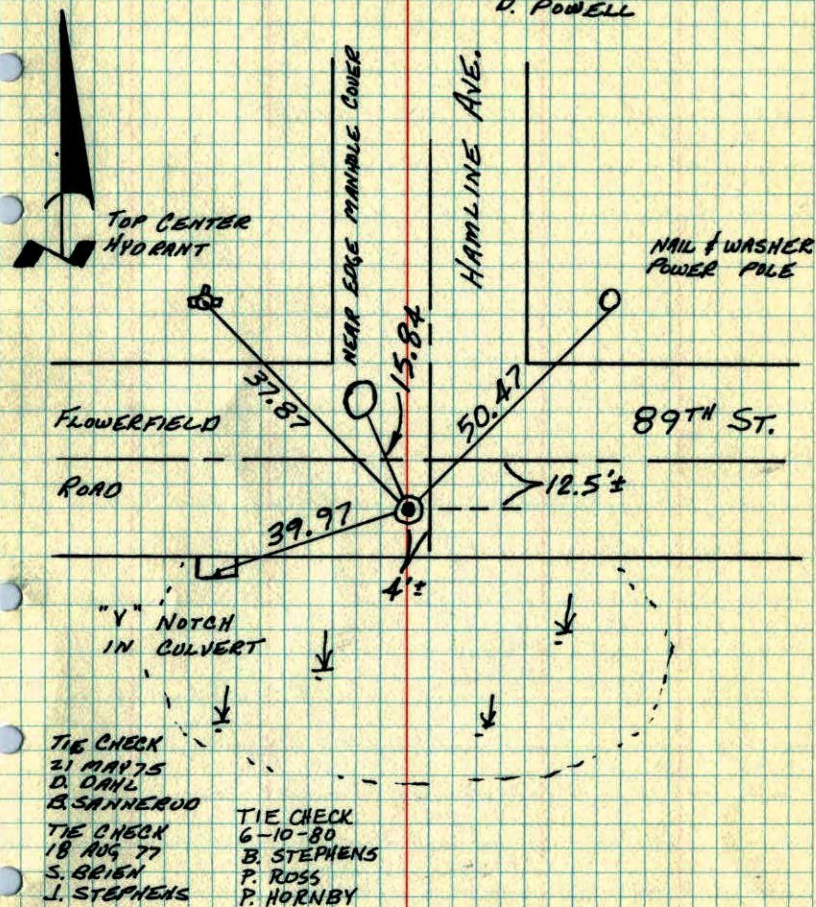 D. POWELL
NEAR EDGE MANHOLE COVER
HAMLINE AVE.
TOP CENTER
HYDRANT
NAIL & WASHER
POWER POLE
15.84
37.87
50.47
FLOWERFIELD
89TH ST.
ROAD
12.5'±
39.97
4'±
"V" NOTCH
IN CULVERT
TIE CHECK
21 MAY 75
D. DAHL
B. SANNERUD
TIE CHECK
18 AUG 77
S. BRIEN
J. STEPHENS
TIE CHECK
6-10-80
B. STEPHENS
P. ROSS
P. HORNBY